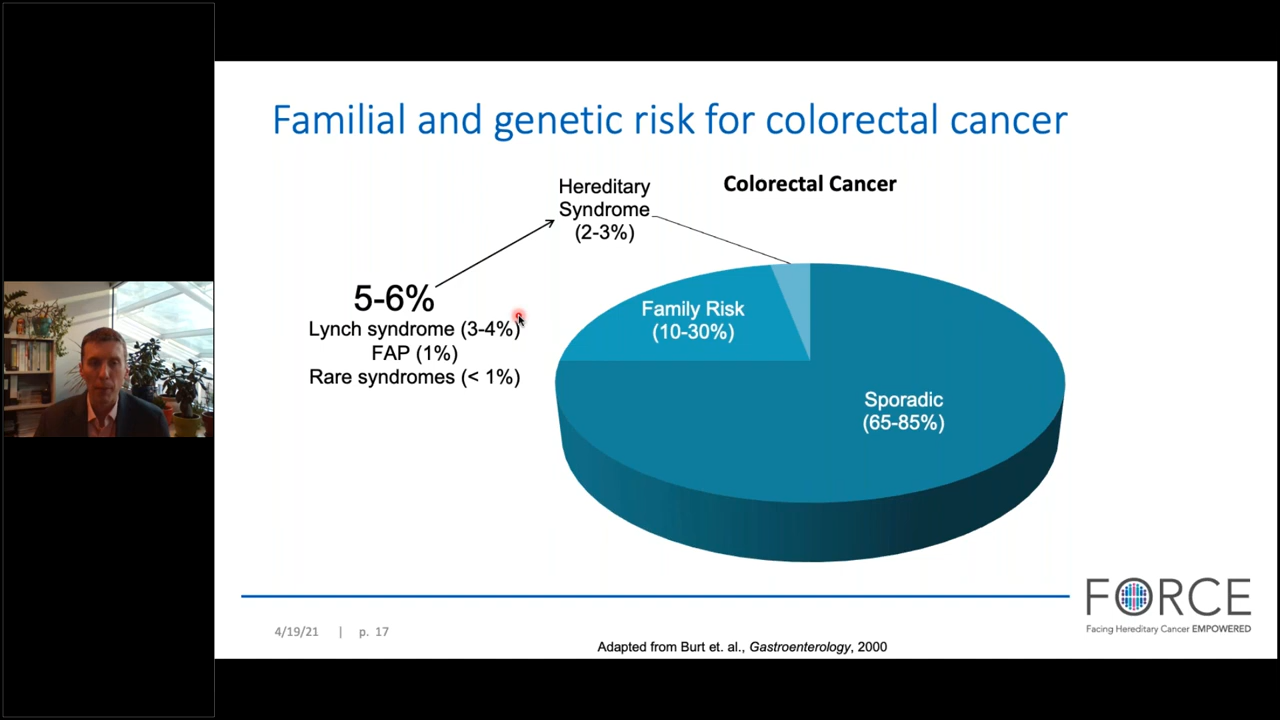 Familial and genetic risk for colorectal cancer
Hereditary
Syndrome
(2-3%)
Colorectal Cancer
5-6%
Lynch syndrome (3-4%)
FAP (1%)
Rare syndromes (< 1%)
Family Risk
(10-30%)
Sporadic
(65-85%)
FORCE
Facing Hereditary Cancer EMPOWERED
4/19/21 | p. 17
Adapted from Burt et. al., Gastroenterology, 2000